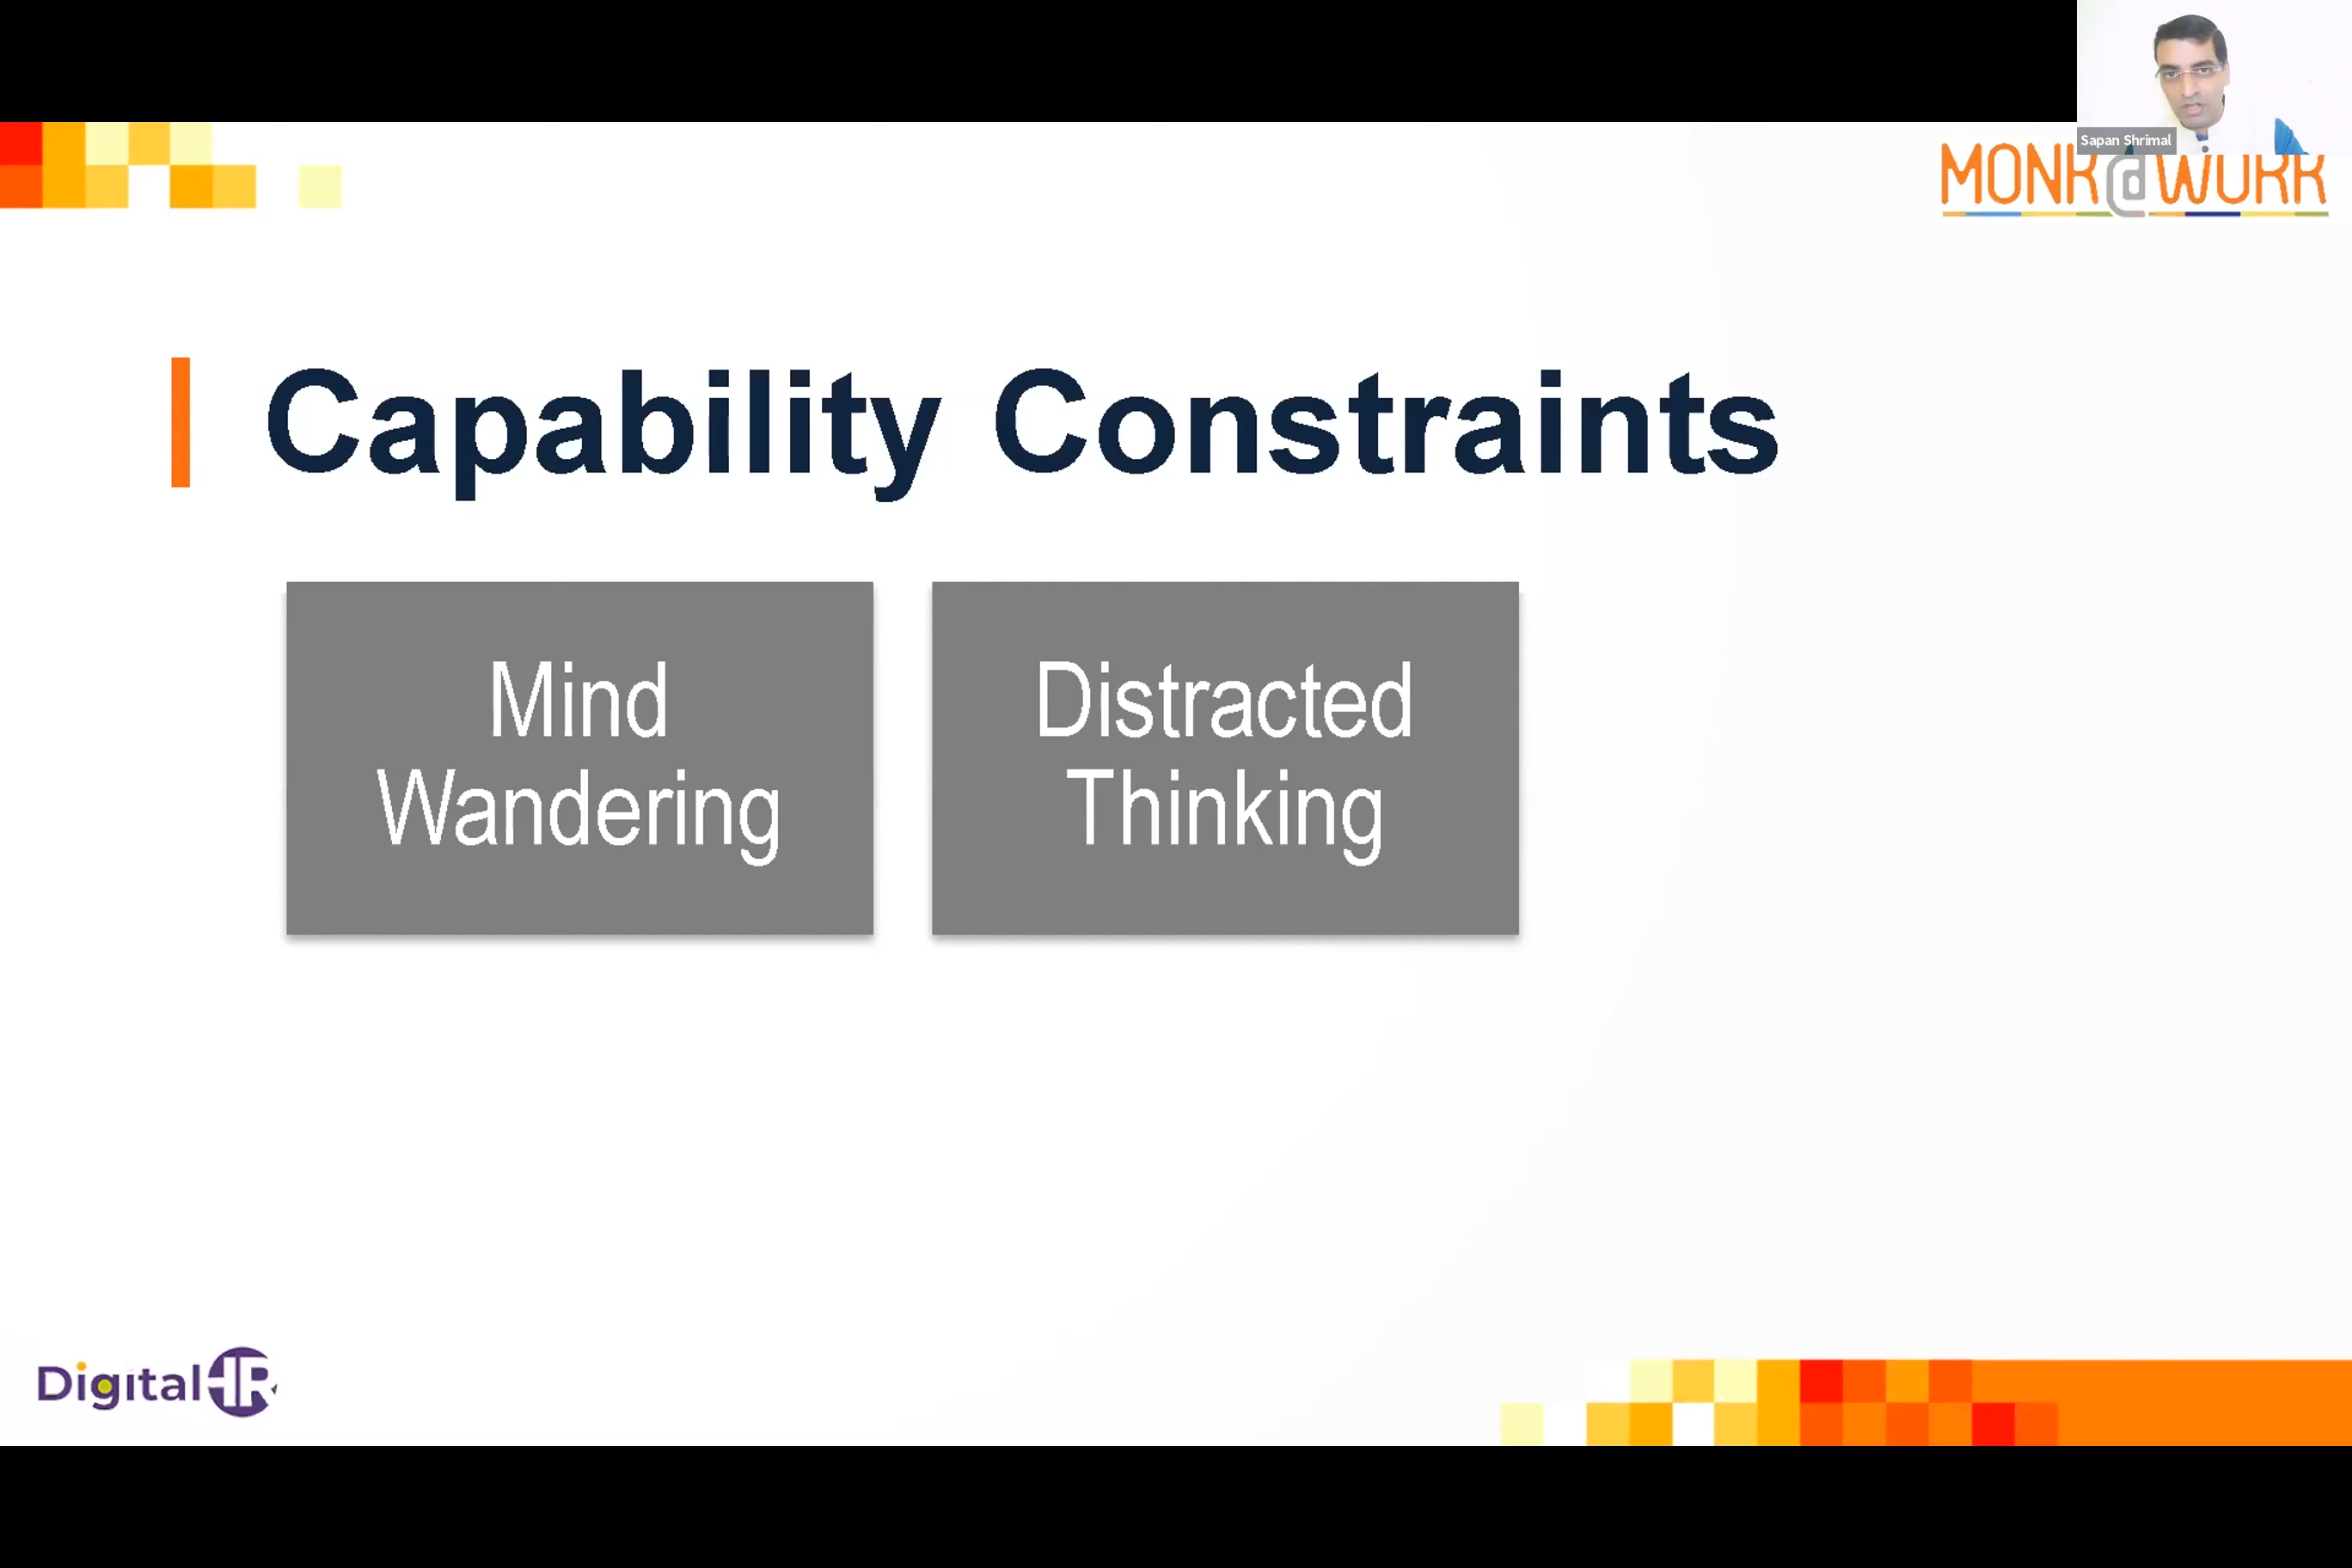 Sapan Shrimal
MONK@WORK
Capability Constraints
Mind
Wandering
Distracted
Thinking
DigitalHR